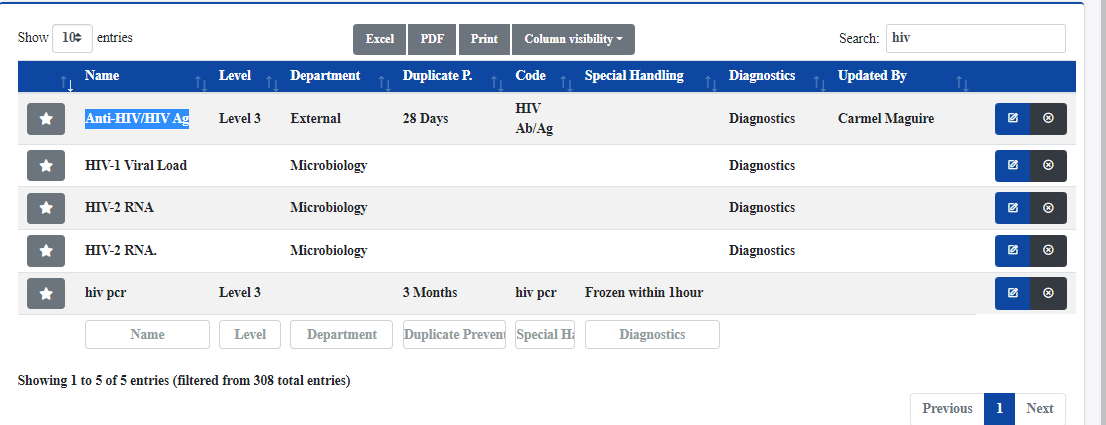 Show 10 entries Excel PDF Print Column visibility Search: hiv
Name Level Department Duplicate P. Code Special Handling Diagnostics Updated By
Anti-HIV/HIV Ag Level 3 External 28 Days HIV Ab/Ag Diagnostics Carmel Maguire
HIV-1 Viral Load Microbiology Diagnostics
HIV-2 RNA Microbiology Diagnostics
HIV-2 RNA. Microbiology Diagnostics
hiv pcr Level 3 3 Months hiv pcr Frozen within 1hour
Name Level Department Duplicate Preven Special Ha Diagnostics
Showing 1 to 5 of 5 entries (filtered from 308 total entries)
Previous 1 Next